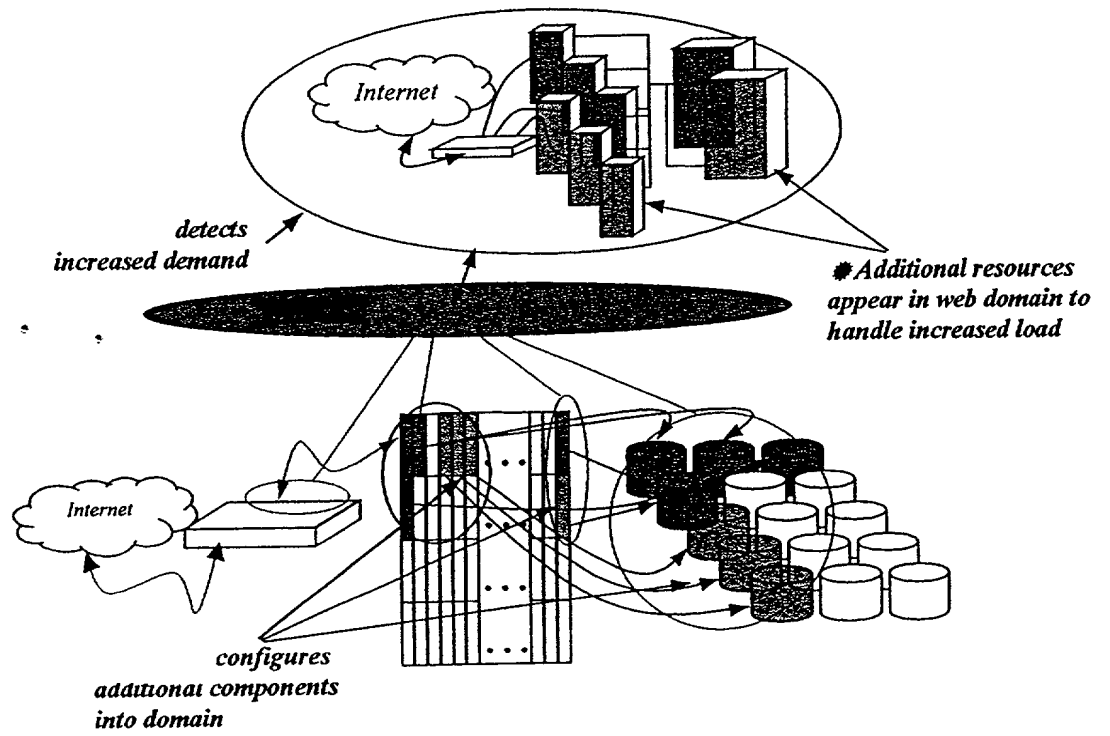 Internet
detects
increased demand
Additional resources
appear in web domain to
handle increased load
Internet
configures
additional components
into domain